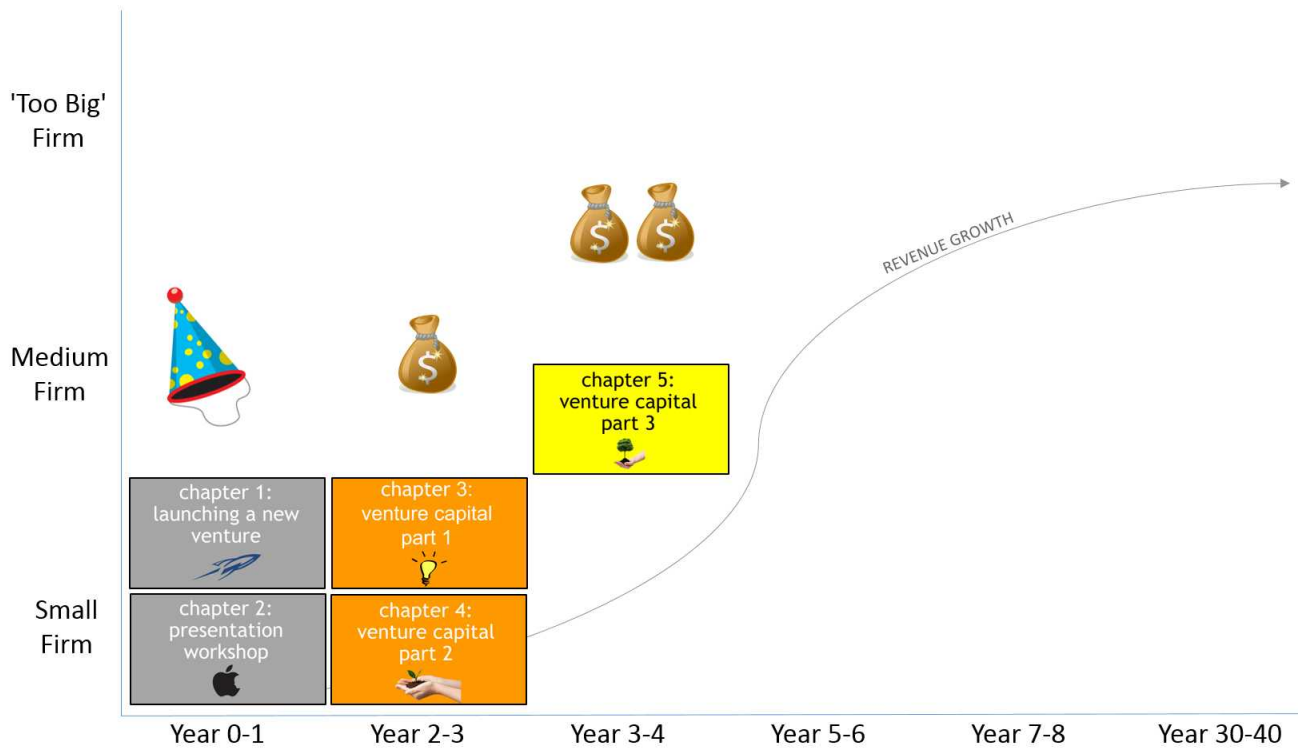 'Too Big'
Firm
REVENUE GROWTH
$
$
Medium
Firm
$
chapter 5:
venture capital
part 3
chapter 1:
launching a new
venture
chapter 3:
venture capital
part 1
Small
Firm
chapter 2:
presentation
workshop
chapter 4:
venture capital
part 2
Year 0-1
Year 2-3
Year 3-4
Year 5-6
Year 7-8
Year 30-40